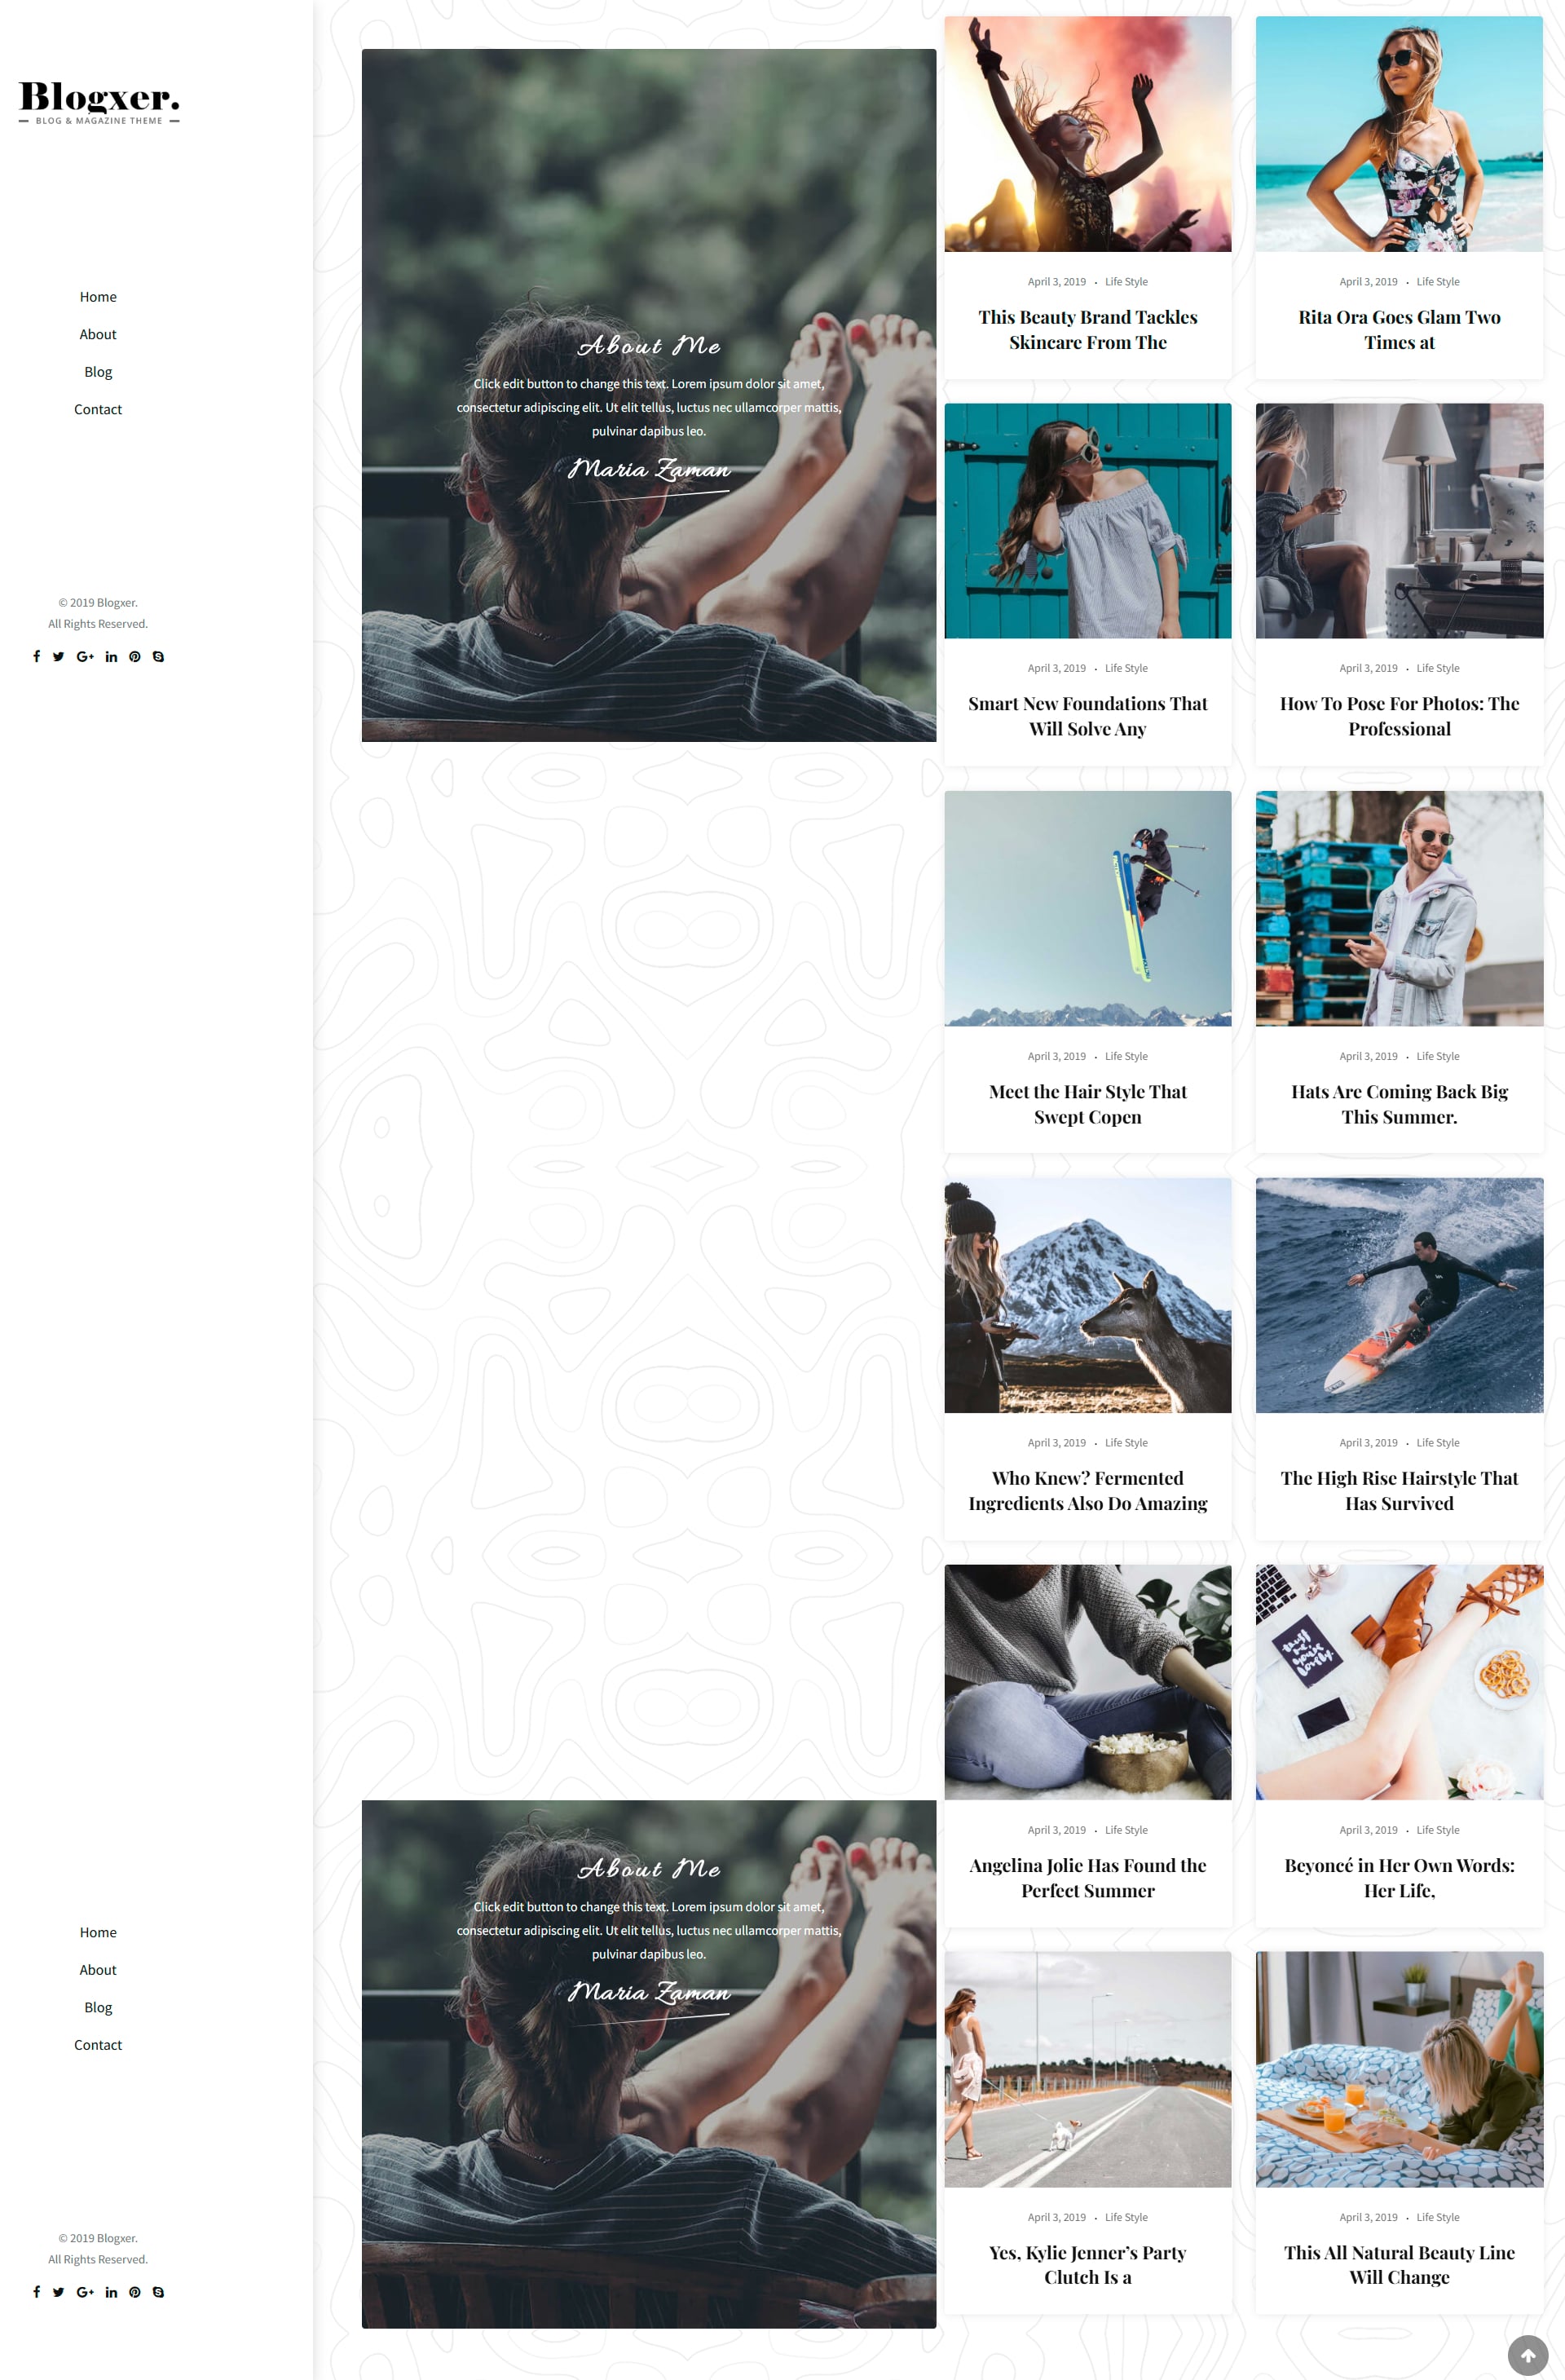 Blogxer.
BLOG & MAGAZINE THEME
Home
About
Blog
Contact
© 2019 Blogxer.
All Rights Reserved.
About Me
Click edit button to change this text. Lorem ipsum dolor sit amet,
consectetur adipiscing elit. Ut elit tellus, luctus nec ullamcorper mattis,
pulvinar dapibus leo.
Maria Zaman
April 3, 2019 • Life Style
This Beauty Brand Tackles
Skincare From The
April 3, 2019 • Life Style
Rita Ora Goes Glam Two
Times at
April 3, 2019 • Life Style
Smart New Foundations That
Will Solve Any
April 3, 2019 • Life Style
How To Pose For Photos: The
Professional
April 3, 2019 • Life Style
Meet the Hair Style That
Swept Copen
April 3, 2019 • Life Style
Hats Are Coming Back Big
This Summer.
April 3, 2019 • Life Style
Who Knew? Fermented
Ingredients Also Do Amazing
April 3, 2019 • Life Style
The High Rise Hairstyle That
Has Survived
April 3, 2019 • Life Style
Angelina Jolie Has Found the
Perfect Summer
April 3, 2019 • Life Style
Beyoncé in Her Own Words:
Her Life,
Home
About
Blog
Contact
© 2019 Blogxer.
All Rights Reserved.
About Me
Click edit button to change this text. Lorem ipsum dolor sit amet,
consectetur adipiscing elit. Ut elit tellus, luctus nec ullamcorper mattis,
pulvinar dapibus leo.
Maria Zaman
April 3, 2019 • Life Style
Yes, Kylie Jenner’s Party
Clutch Is a
April 3, 2019 • Life Style
This All Natural Beauty Line
Will Change